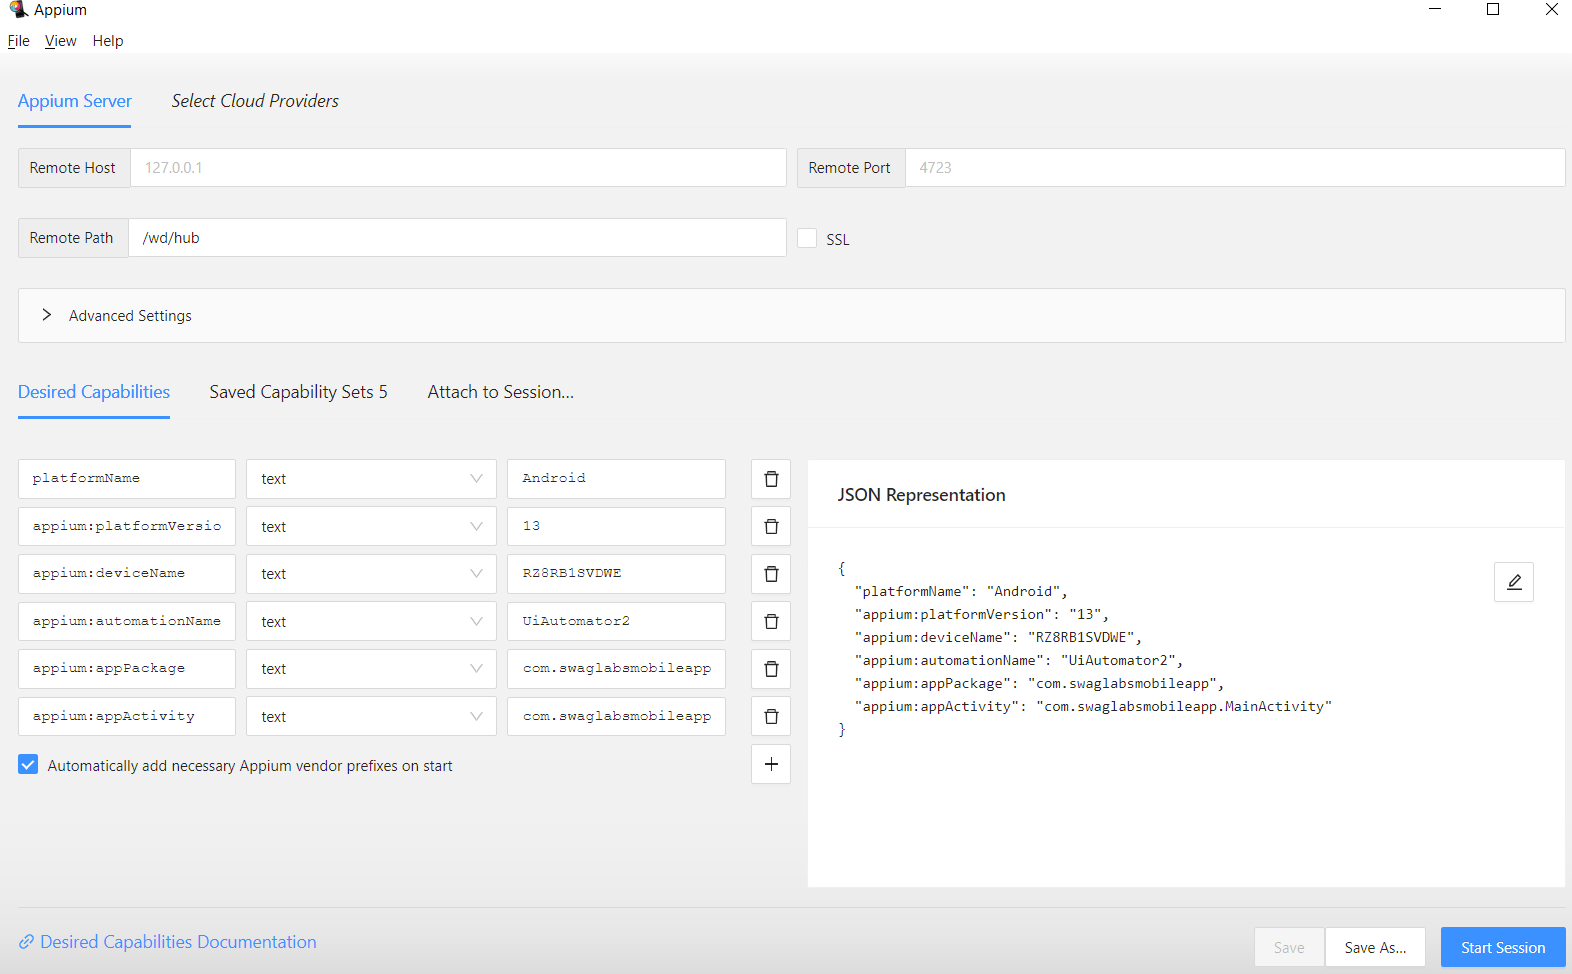 Appium
File View Help
Appium Server Select Cloud Providers
Remote Host 127.0.0.1 Remote Port 4723
Remote Path /wd/hub SSL
Advanced Settings
Desired Capabilities Saved Capability Sets 5 Attach to Session...
platformName text Android
appium:platformVersio text 13
appium:deviceName text RZ8RB1SVDWE
appium:automationName text UiAutomator2
appium:appPackage text com.swaglabsmobileapp
appium:appActivity text com.swaglabsmobileapp
Automatically add necessary Appium vendor prefixes on start
JSON Representation
{
"platformName": "Android",
"appium:platformVersion": "13",
"appium:deviceName": "RZ8RB1SVDWE",
"appium:automationName": "UiAutomator2",
"appium:appPackage": "com.swaglabsmobileapp",
"appium:appActivity": "com.swaglabsmobileapp.MainActivity"
}
Desired Capabilities Documentation
Save Save As... Start Session